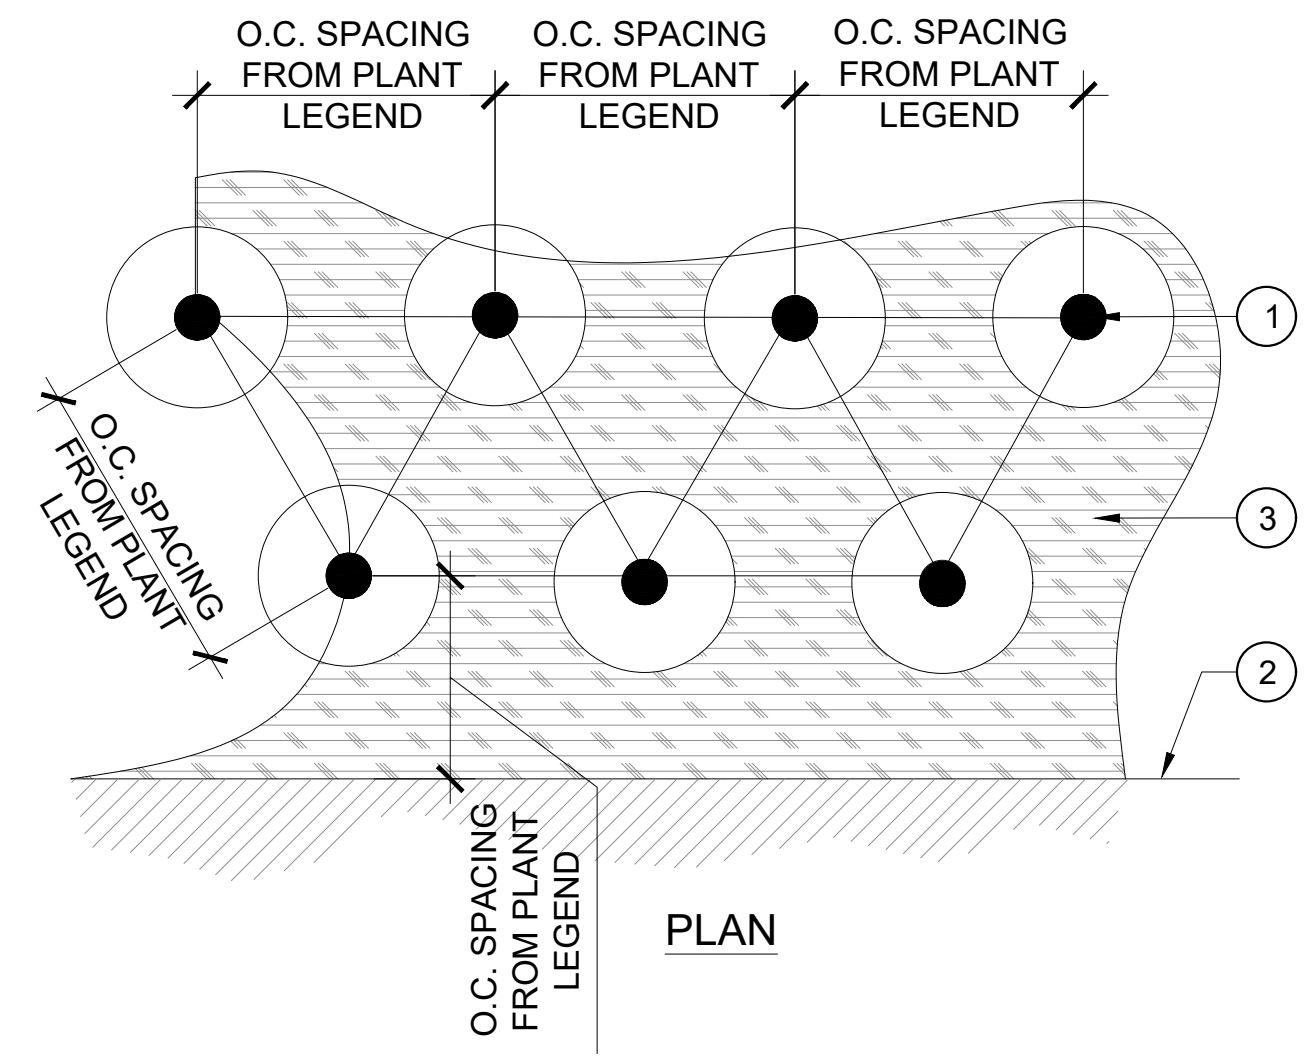 O.C. SPACING
FROM PLANT
LEGEND
O.C. SPACING
FROM PLANT
LEGEND
O.C. SPACING
FROM PLANT
LEGEND
1
O.C. SPACING
FROM PLANT
LEGEND
3
2
O.C. SPACING
FROM PLANT
LEGEND
PLAN